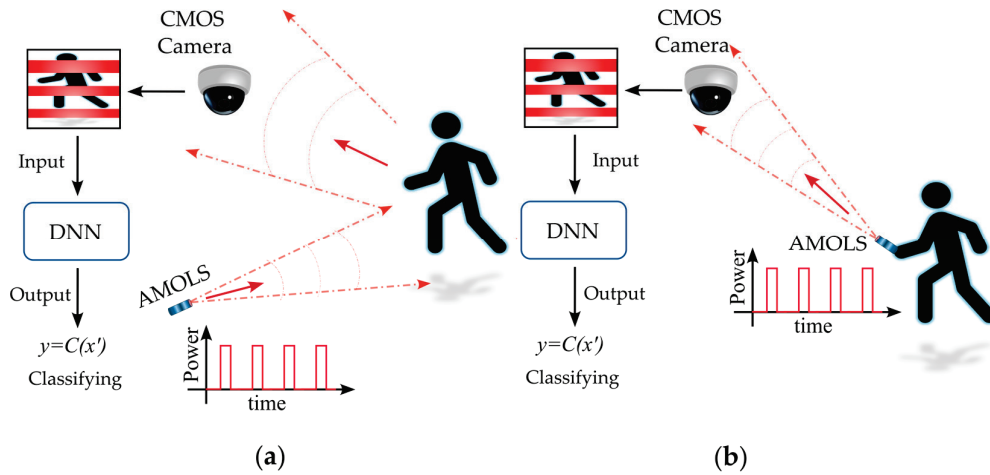 CMOS
Camera
Input
DNN
Output
y=C(x')
Classifying
AMOLS
Power
time
(a)
CMOS
Camera
Input
DNN
Output
y=C(x')
Classifying
AMOLS
Power
time
(b)